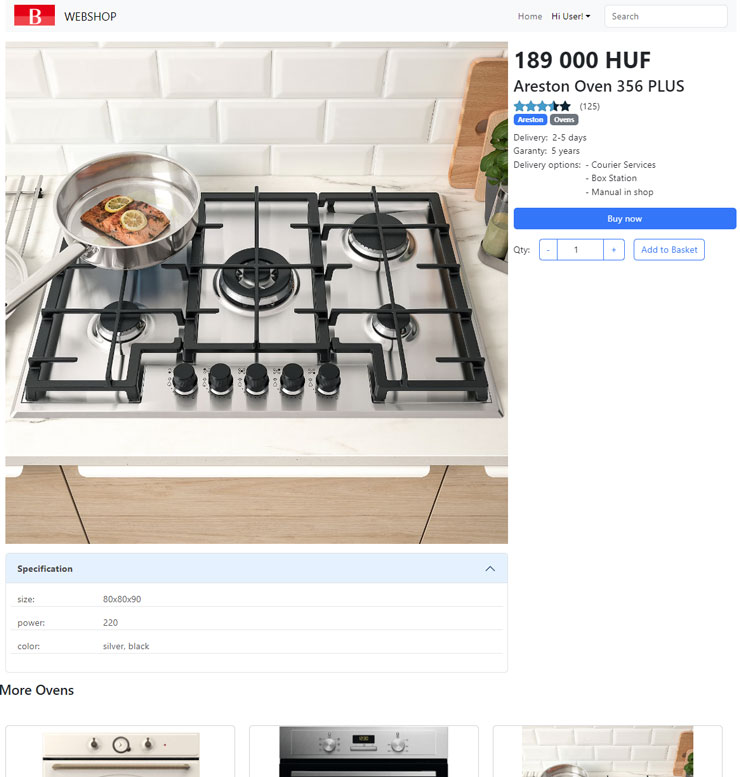 B WEBSHOP Home Hi User! Search
189 000 HUF
Areston Oven 356 PLUS
(125)
Areston Ovens
Delivery: 2-5 days
Garanty: 5 years
Delivery options: - Courier Services
- Box Station
- Manual in shop
Buy now
Qty: - 1 + Add to Basket
Specification
size: 80x80x90
power: 220
color: silver, black
More Ovens